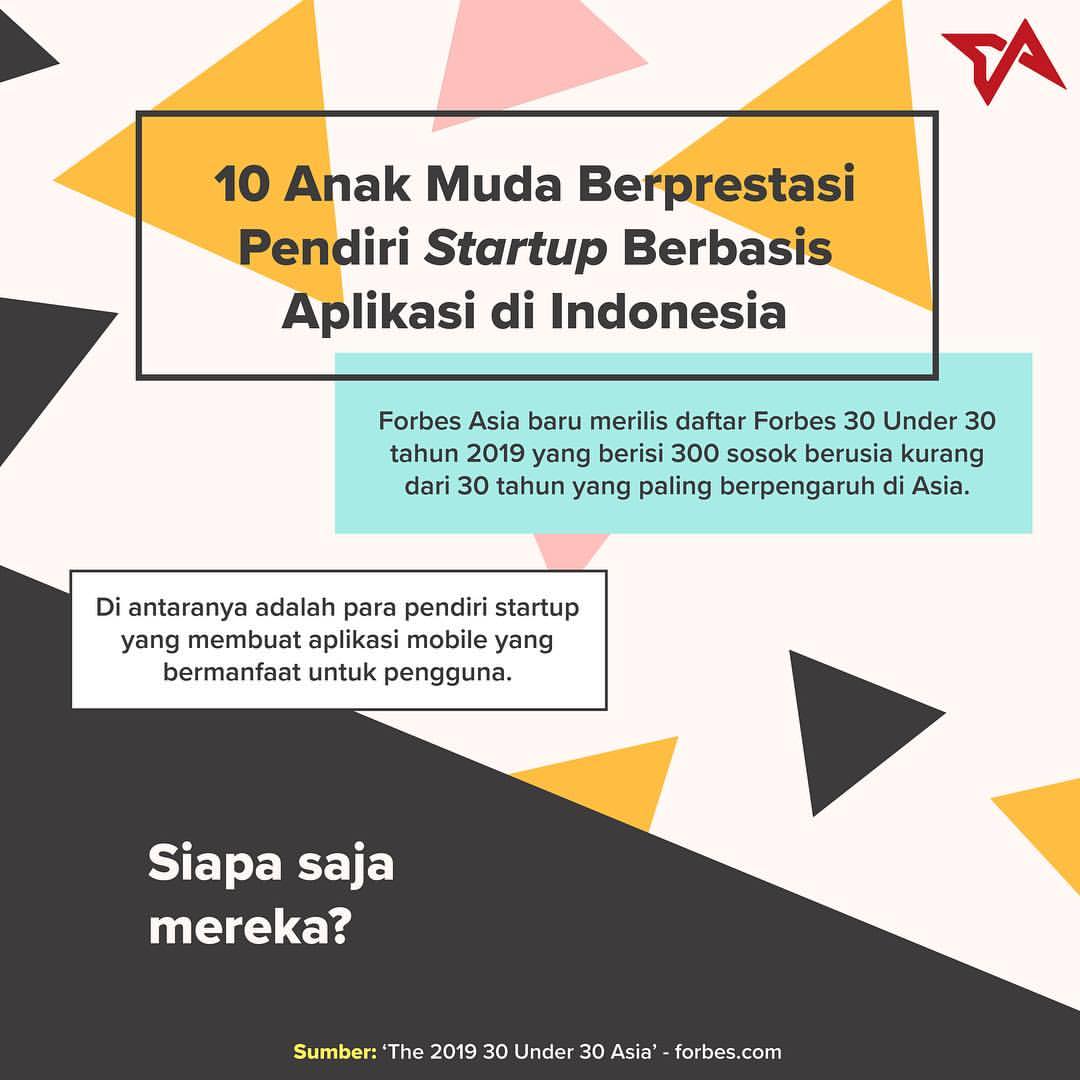 10 Anak Muda Berprestasi
Pendiri Startup Berbasis
Aplikasi di Indonesia
Forbes Asia baru merilis daftar Forbes 30 Under 30
tahun 2019 yang berisi 300 sosok berusia kurang
dari 30 tahun yang paling berpengaruh di Asia.
Di antaranya adalah para pendiri startup
yang membuat aplikasi mobile yang
bermanfaat untuk pengguna.
Siapa saja
mereka?
Sumber: ‘The 2019 30 Under 30 Asia’ - forbes.com